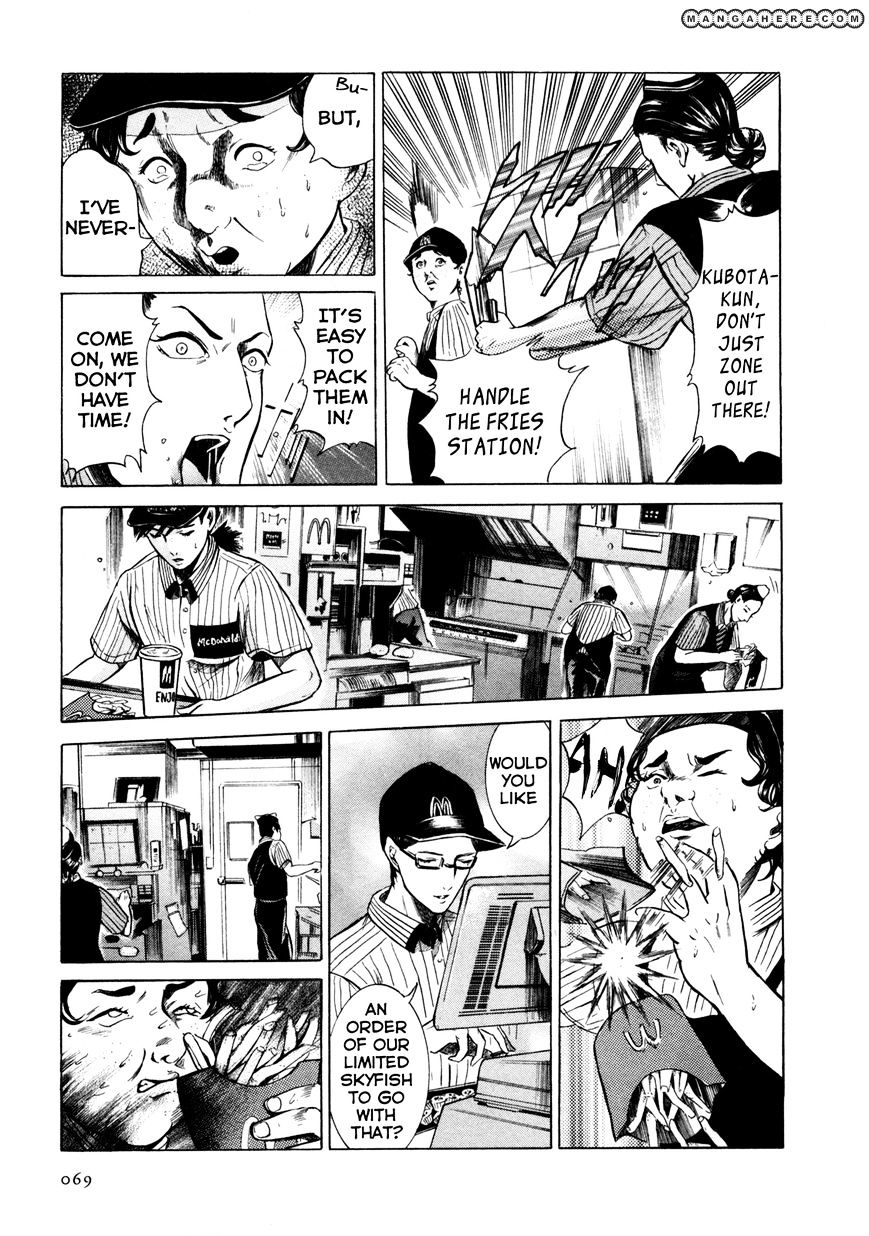 MANGAHERE.COM
KUBOTA-
KUN,
DON'T
JUST
ZONE
OUT
THERE!
HANDLE
THE FRIES
STATION!
Bu-
BUT,
I'VE
NEVER-
IT'S
EASY
TO
PACK
THEM
IN!
COME
ON, WE
DON'T
HAVE
TIME!
McDonald
ENJO
AH
WOULD
YOU
LIKE
AN
ORDER
OF OUR
LIMITED
SKYFISH
TO GO
WITH
THAT?
069